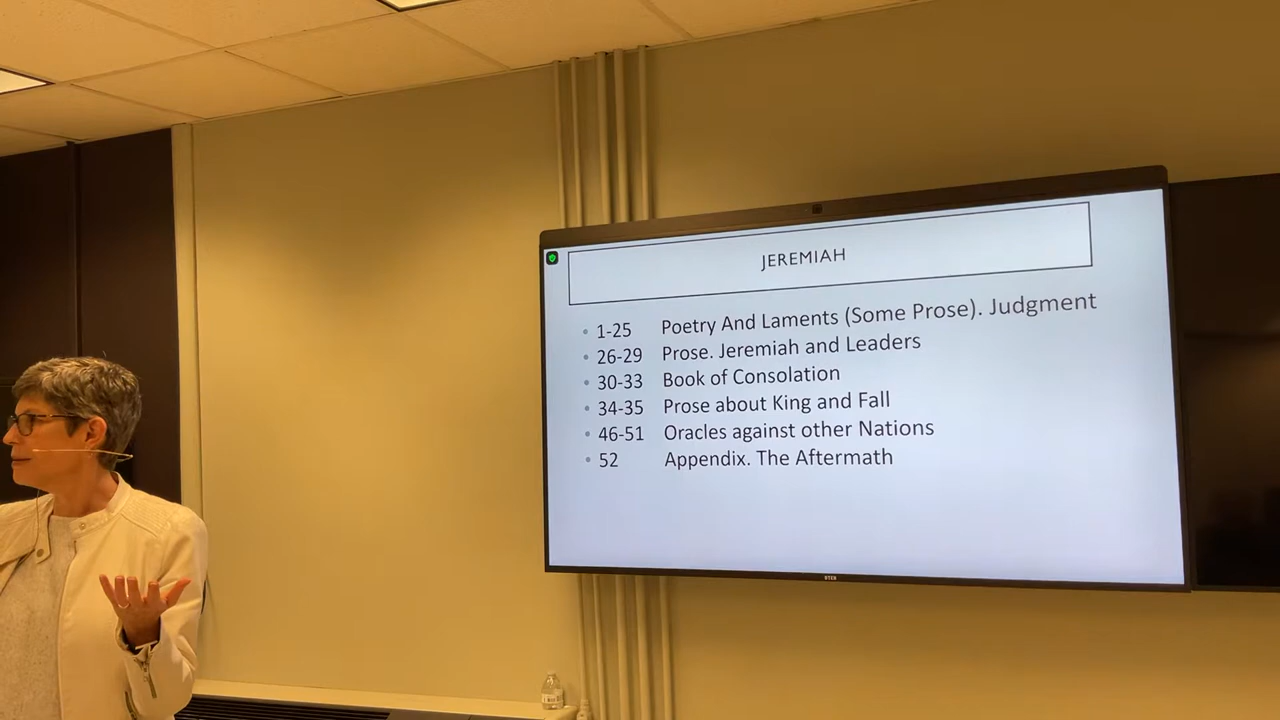 JEREMIAH
• 1-25 Poetry And Laments (Some Prose). Judgment
• 26-29 Prose. Jeremiah and Leaders
• 30-33 Book of Consolation
• 34-35 Prose about King and Fall
• 46-51 Oracles against other Nations
• 52 Appendix. The Aftermath